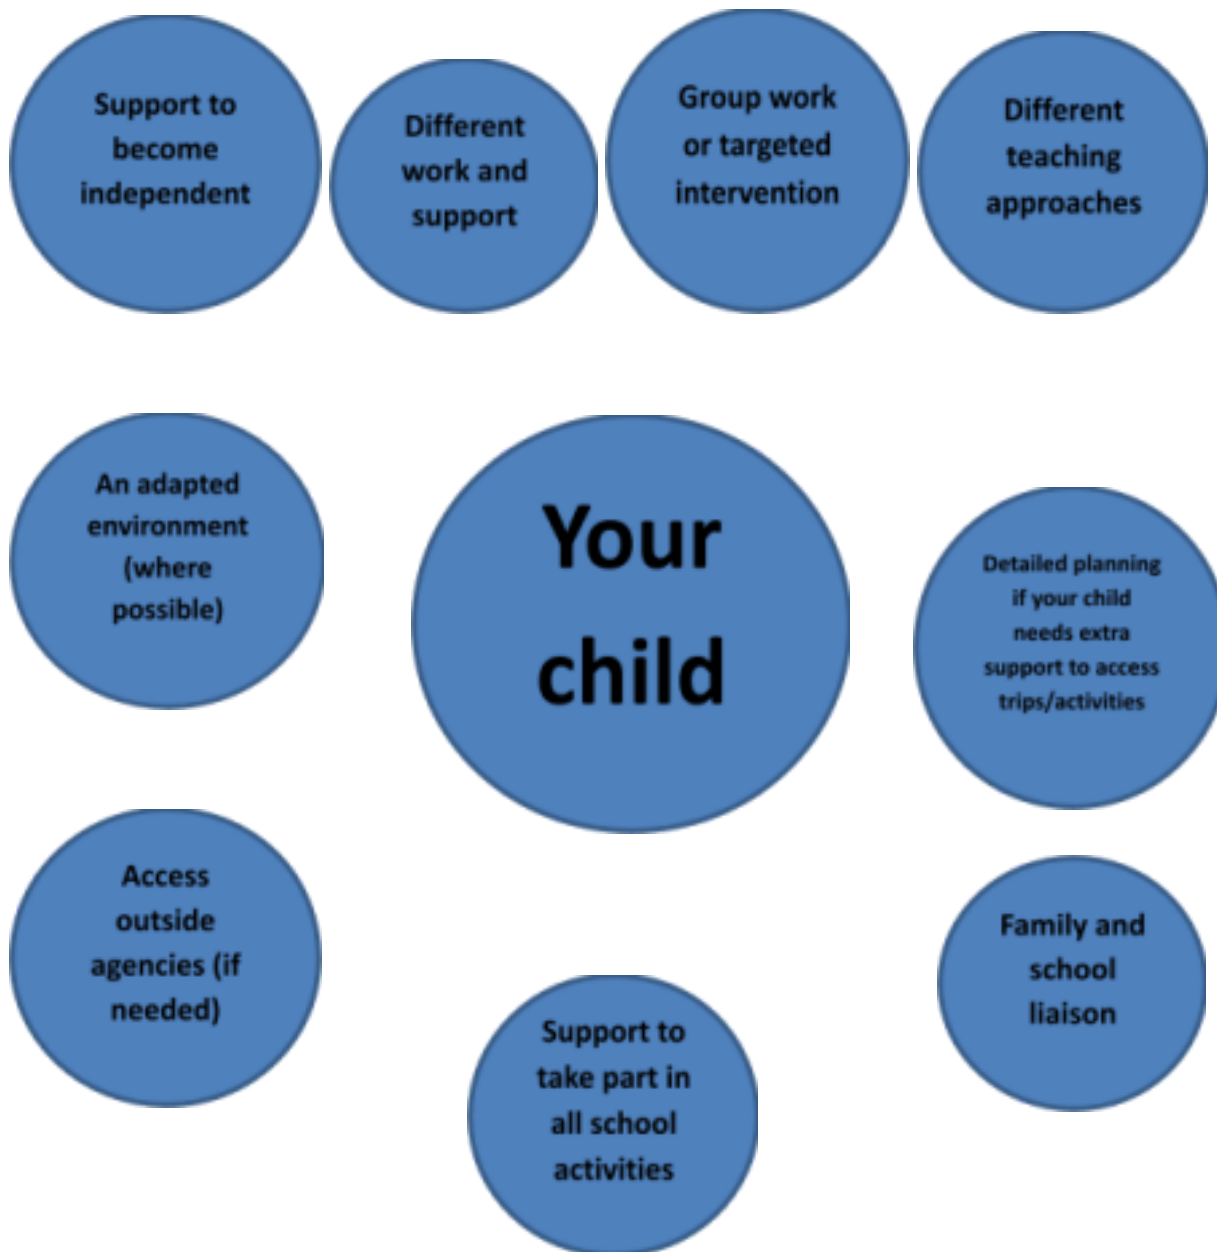 Support to
become
independent
Different
work and
support
Group work
or targeted
intervention
Different
teaching
approaches
An adapted
environment
(where
possible)
Your
child
Detailed planning
if your child
needs extra
support to access
trips/activities
Access
outside
agencies (if
needed)
Support to
take part in
all school
activities
Family and
school
liaison